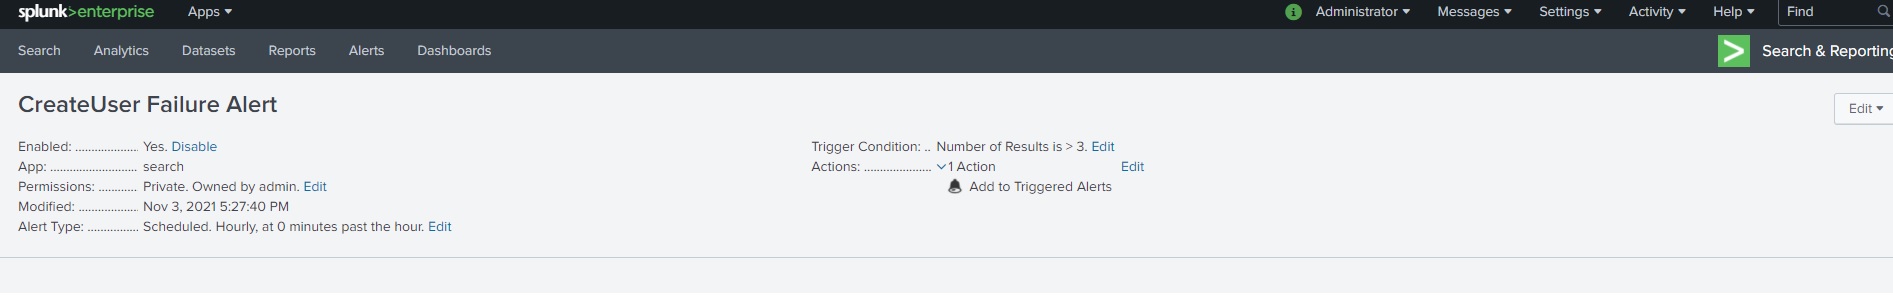 splunk>enterprise Apps Administrator Messages Settings Activity Help Find
Search Analytics Datasets Reports Alerts Dashboards Search & Reporting
CreateUser Failure Alert
Edit
Enabled: .................... Yes. Disable
App: ........................... search
Permissions: ............ Private. Owned by admin. Edit
Modified: .................. Nov 3, 2021 5:27:40 PM
Alert Type: ................ Scheduled. Hourly, at 0 minutes past the hour. Edit
Trigger Condition: .. Number of Results is > 3. Edit
Actions: ..................... 1 Action Edit
Add to Triggered Alerts